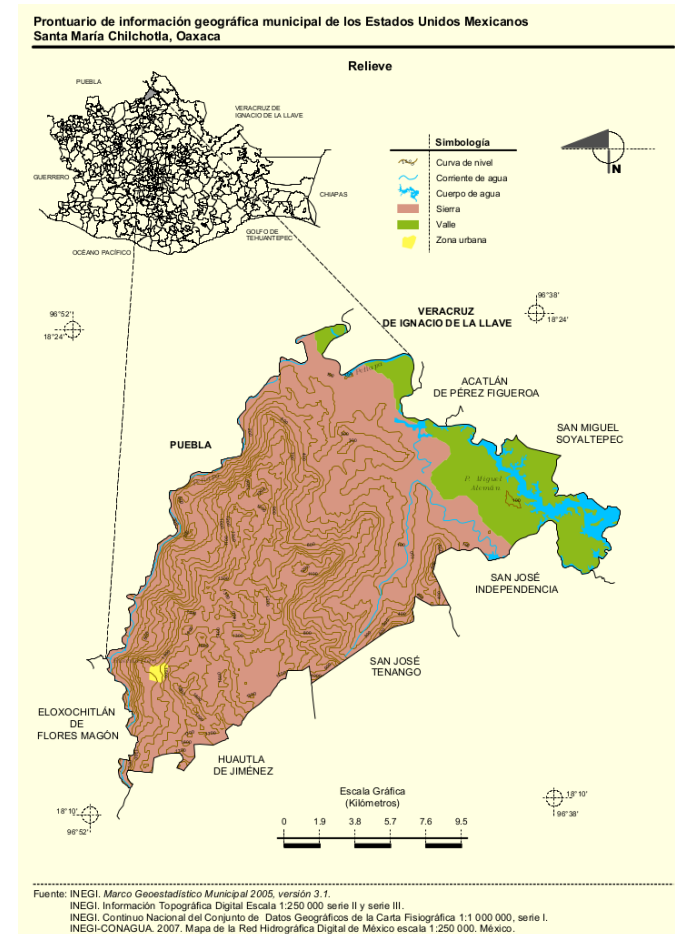 Prontuario de información geográfica municipal de los Estados Unidos Mexicanos
Santa María Chilchotla, Oaxaca
Relieve
PUEBLA
VERACRUZ DE
IGNACIO DE LA LLAVE
GUERRERO
CHIAPAS
GOLFO DE
TEHUANTEPEC
OCÉANO PACÍFICO
Simbología
Curva de nivel
Corriente de agua
Cuerpo de agua
Sierra
Valle
Zona urbana
N
96°52'
18°24'
96°38'
18°24'
VERACRUZ
DE IGNACIO DE LA LLAVE
ACATLÁN
DE PÉREZ FIGUEROA
SAN MIGUEL
SOYALTEPEC
PUEBLA
P. Miguel
Alemán
SAN JOSÉ
INDEPENDENCIA
SAN JOSÉ
TENANGO
ELOXOCHITLÁN
DE
FLORES MAGÓN
HUAUTLA
DE JIMÉNEZ
18°10'
96°52'
18°10'
96°38'
Escala Gráfica
(Kilómetros)
0 1.9 3.8 5.7 7.6 9.5
Fuente: INEGI. Marco Geoestadístico Municipal 2005, versión 3.1.
INEGI. Información Topográfica Digital Escala 1:250 000 serie II y serie III.
INEGI. Continuo Nacional del Conjunto de Datos Geográficos de la Carta Fisiográfica 1:1 000 000, serie I.
INEGI-CONAGUA. 2007. Mapa de la Red Hidrográfica Digital de México escala 1:250 000. México.